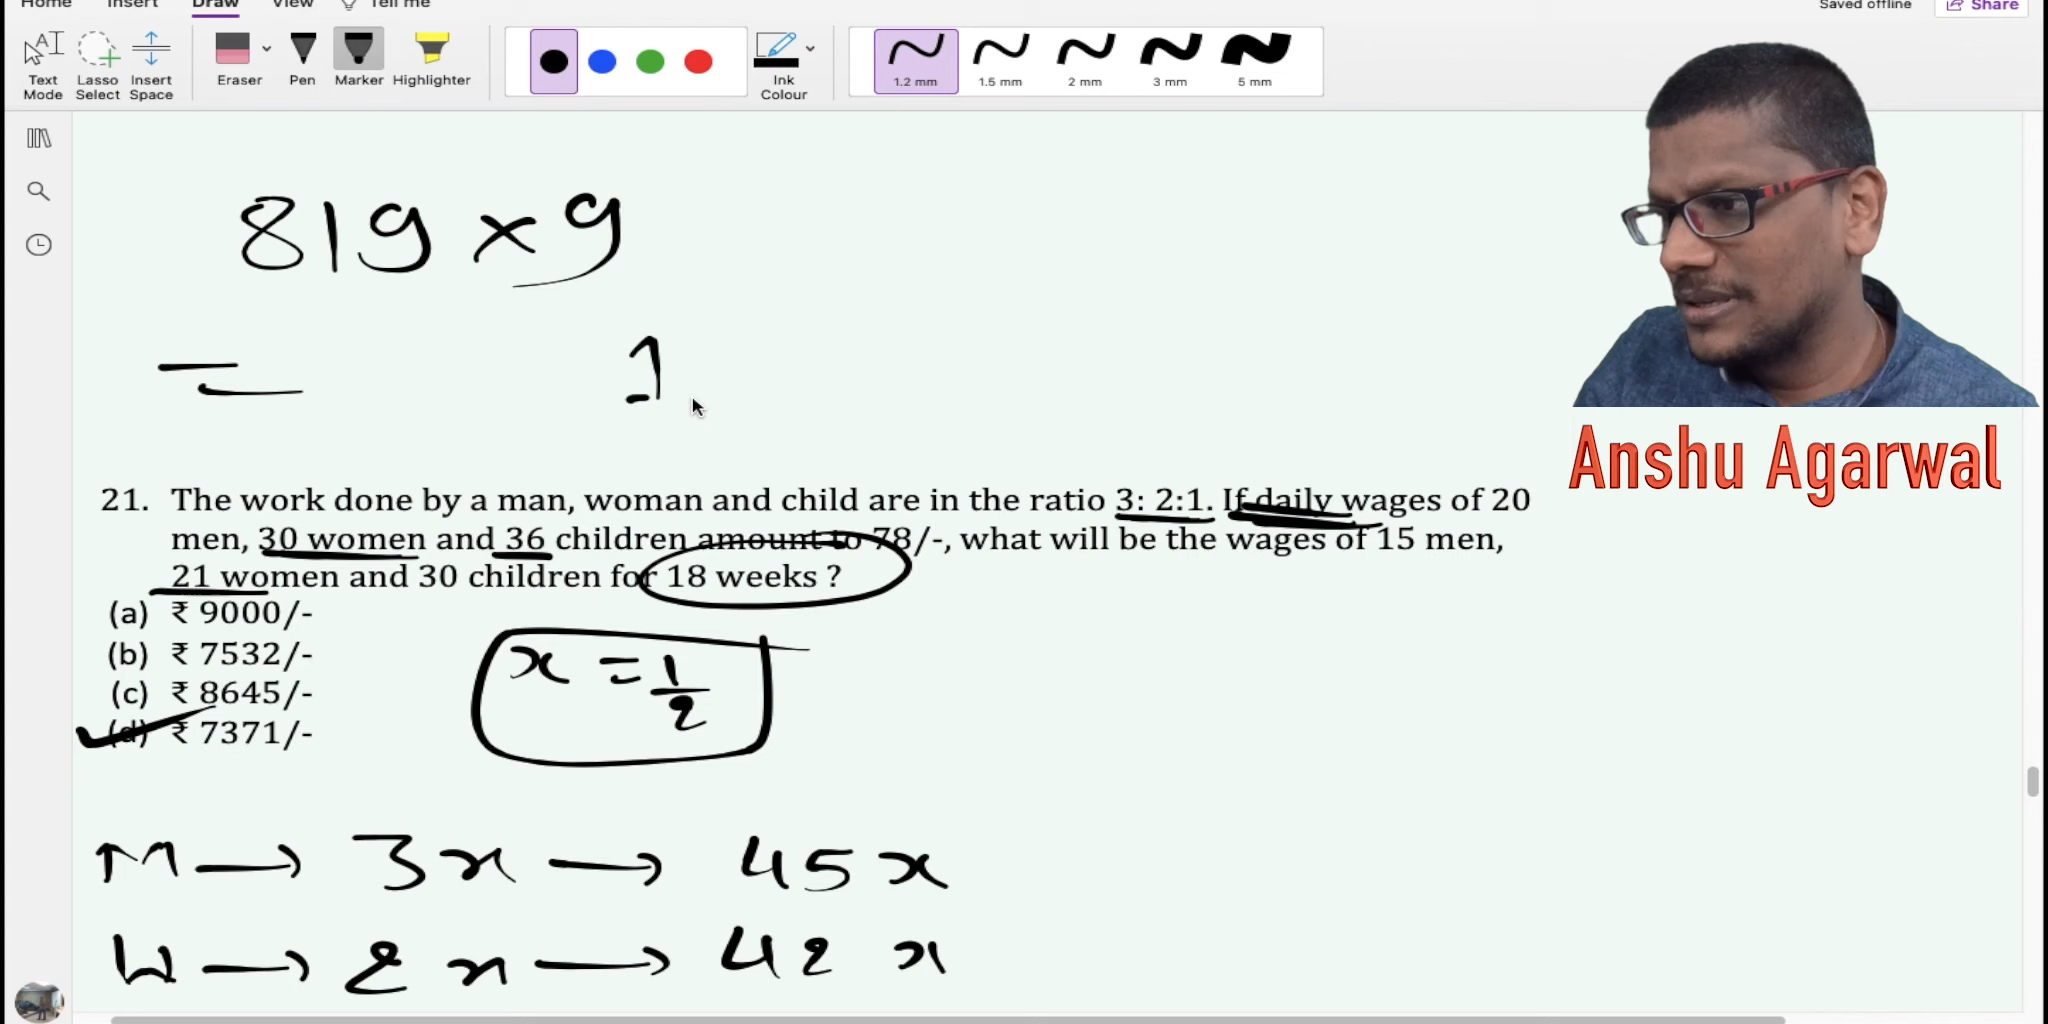 Home Insert Draw View Tell me Saved offline Share
Text Mode Lasso Select Insert Space Eraser Pen Marker Highlighter Ink Colour 1.2 mm 1.5 mm 2 mm 3 mm 5 mm
819 × 9
1
Anshu Agarwal
21. The work done by a man, woman and child are in the ratio 3: 2:1. If daily wages of 20
men, 30 women and 36 children amount to 78/-, what will be the wages of 15 men,
21 women and 30 children for 18 weeks ?
(a) ₹ 9000/-
(b) ₹ 7532/-
(c) ₹ 8645/-
(d) ₹ 7371/-
x = 1/2
M → 3x → 45x
W → 2x → 42 x